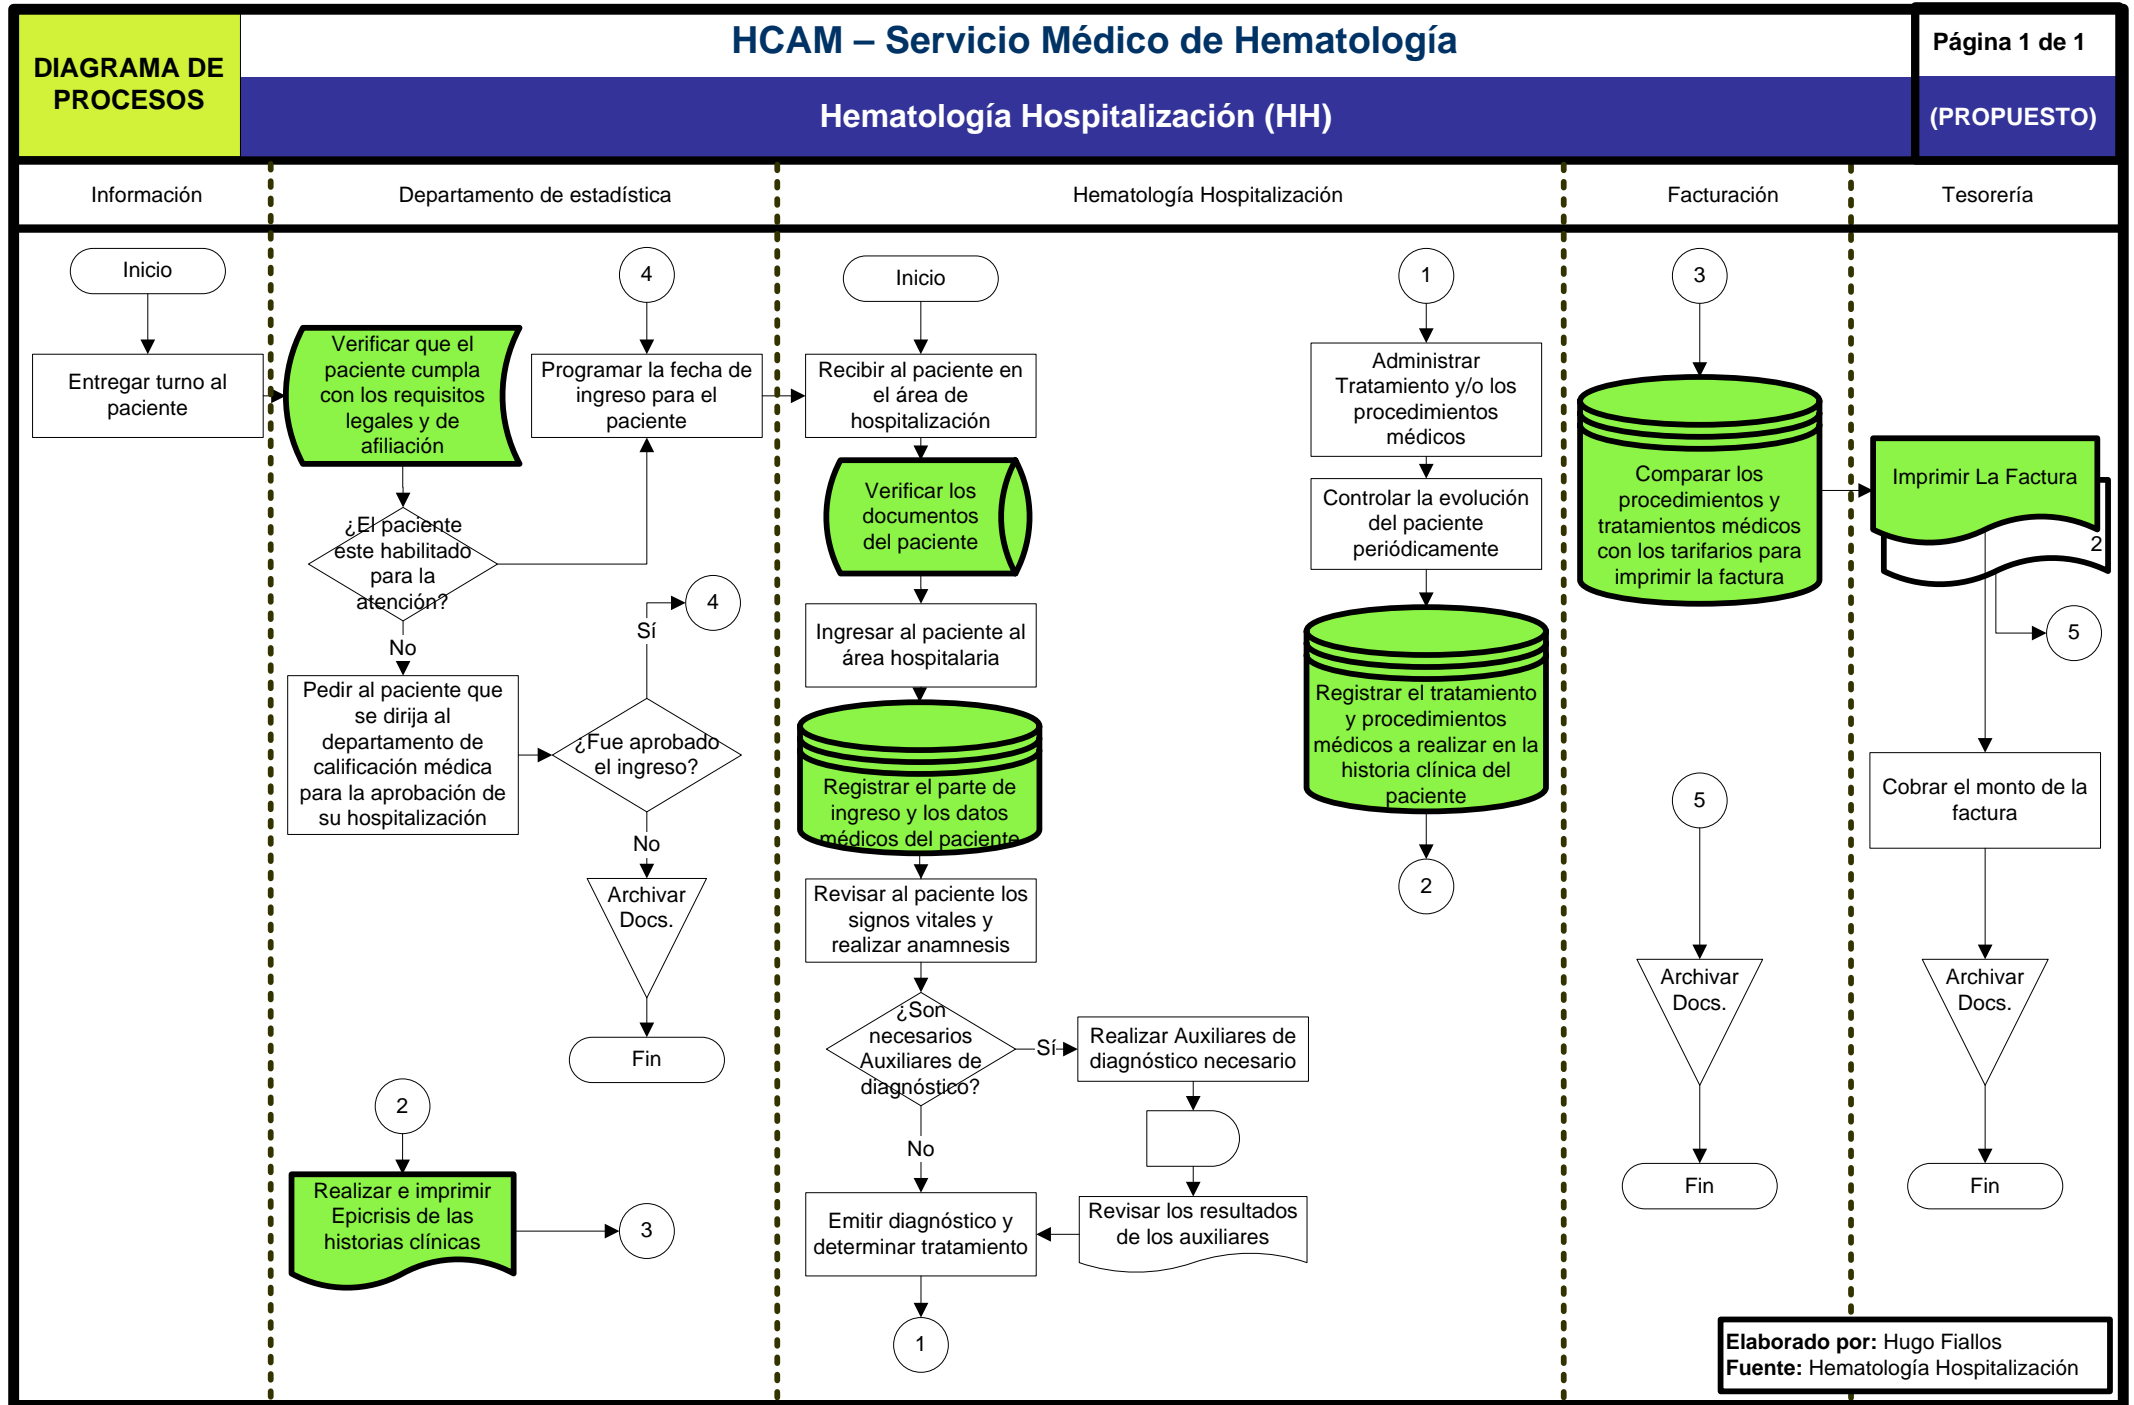 DIAGRAMA DE
PROCESOS
HCAM – Servicio Médico de Hematología
Hematología Hospitalización (HH)
Página 1 de 1
(PROPUESTO)
Información
Departamento de estadística
Hematología Hospitalización
Facturación
Tesorería
Inicio
Entregar turno al
paciente
Verificar que el
paciente cumpla
con los requisitos
legales y de
afiliación
¿El paciente
este habilitado
para la
atención?
No
Pedir al paciente que
se dirija al
departamento de
calificación médica
para la aprobación de
su hospitalización
2
Realizar e imprimir
Epicrisis de las
historias clínicas
3
4
Programar la fecha de
ingreso para el
paciente
4
Sí
¿Fue aprobado
el ingreso?
No
Archivar
Docs.
Fin
Inicio
Recibir al paciente en
el área de
hospitalización
Verificar los
documentos
del paciente
Ingresar al paciente al
área hospitalaria
Registrar el parte de
ingreso y los datos
médicos del paciente
Revisar al paciente los
signos vitales y
realizar anamnesis
¿Son
necesarios
Auxiliares de
diagnóstico?
Sí
Realizar Auxiliares de
diagnóstico necesario
No
Revisar los resultados
de los auxiliares
Emitir diagnóstico y
determinar tratamiento
1
1
Administrar
Tratamiento y/o los
procedimientos
médicos
Controlar la evolución
del paciente
periódicamente
Registrar el tratamiento
y procedimientos
médicos a realizar en la
historia clínica del
paciente
2
3
Comparar los
procedimientos y
tratamientos médicos
con los tarifarios para
imprimir la factura
5
Archivar
Docs.
Fin
Imprimir La Factura
2
5
Cobrar el monto de la
factura
Archivar
Docs.
Fin
Elaborado por: Hugo Fiallos
Fuente: Hematología Hospitalización